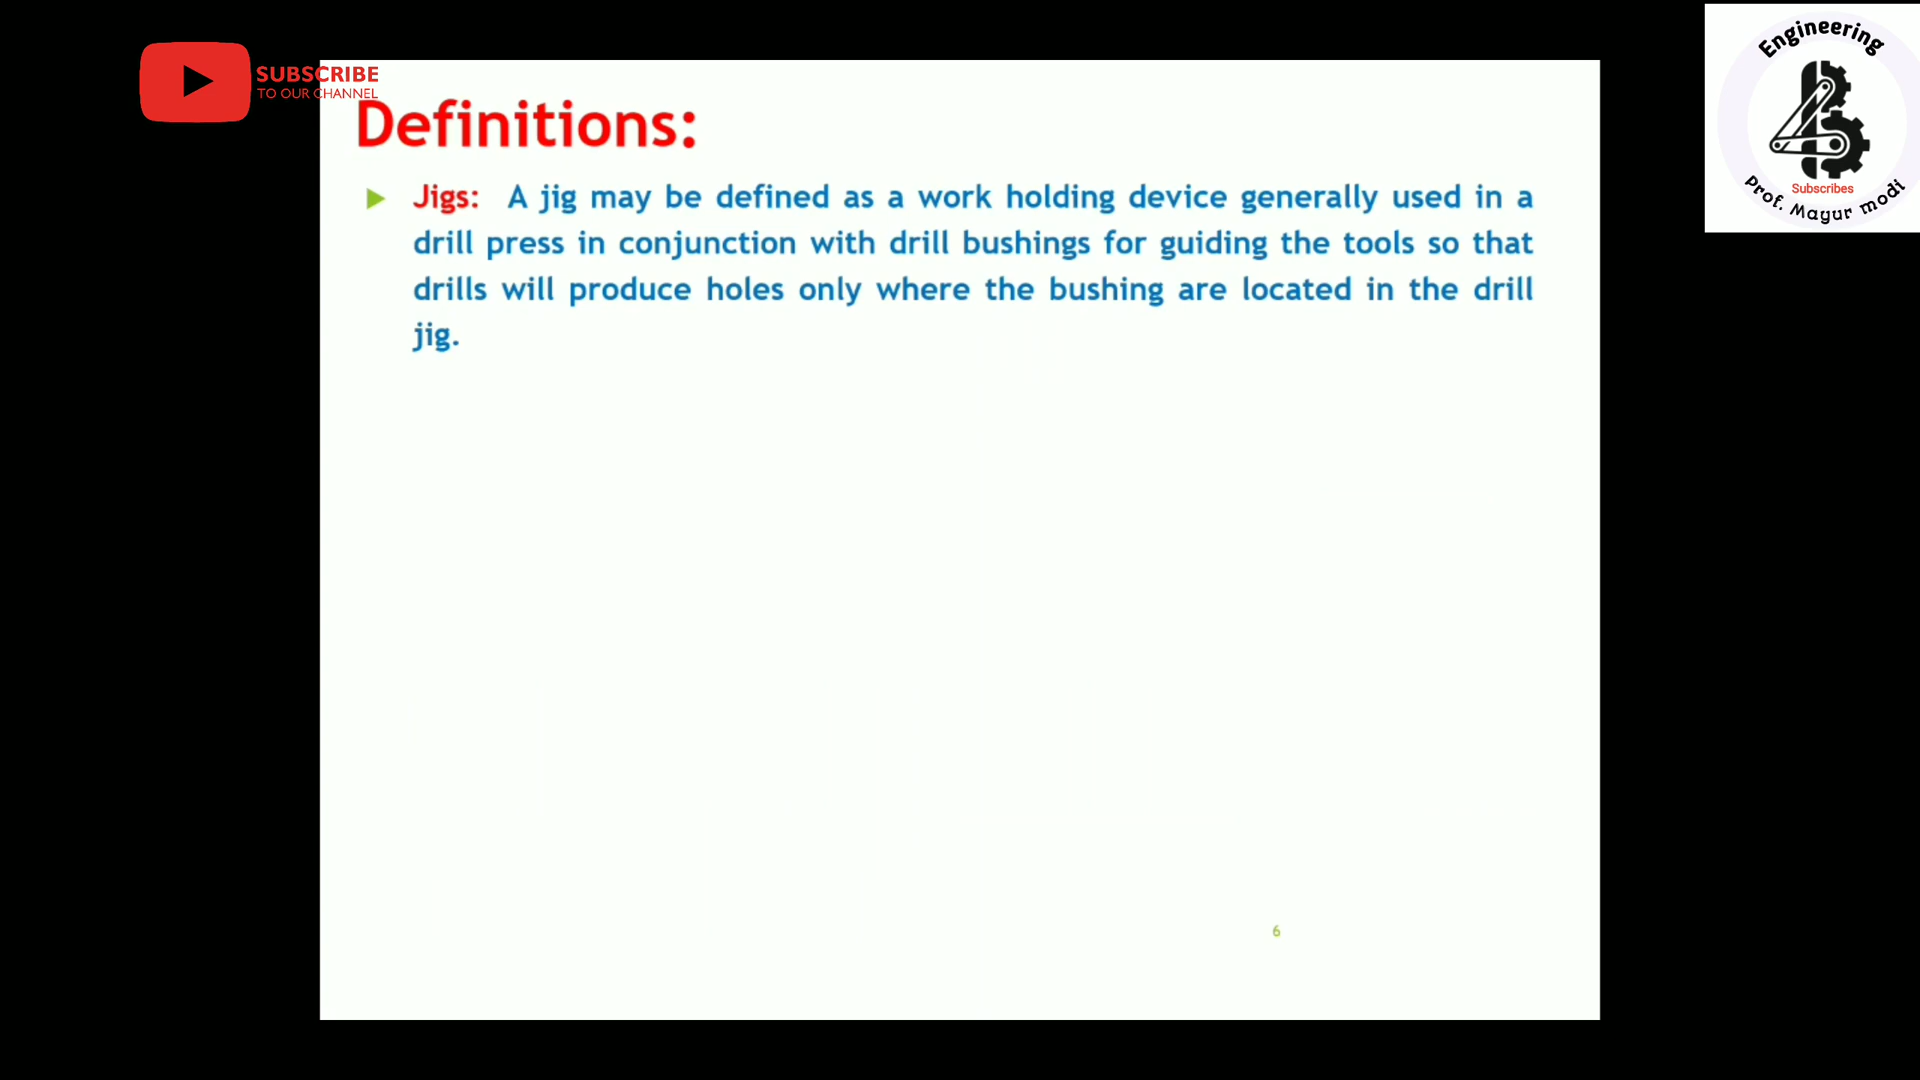 SUBSCRIBE
TO OUR CHANNEL
Engineering
Subscribes
Prof. Mayur modi
Definitions:
Jigs: A jig may be defined as a work holding device generally used in a
drill press in conjunction with drill bushings for guiding the tools so that
drills will produce holes only where the bushing are located in the drill
jig.
6